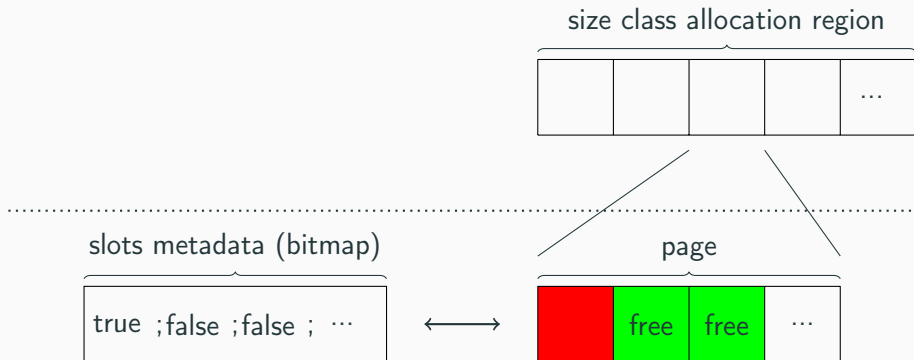 size class allocation region
...
slots metadata (bitmap)
page
true ;false ;false ; ...
free free ...